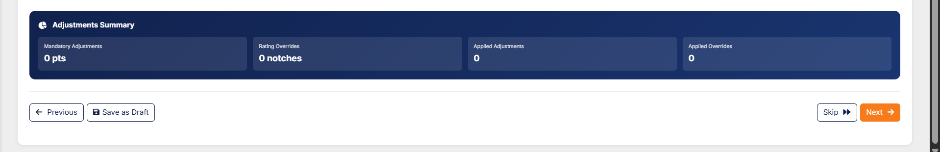 Adjustments Summary
Mandatory Adjustments
0 pts
Rating Overrides
0 notches
Applied Adjustments
0
Applied Overrides
0
Previous
Save as Draft
Skip
Next